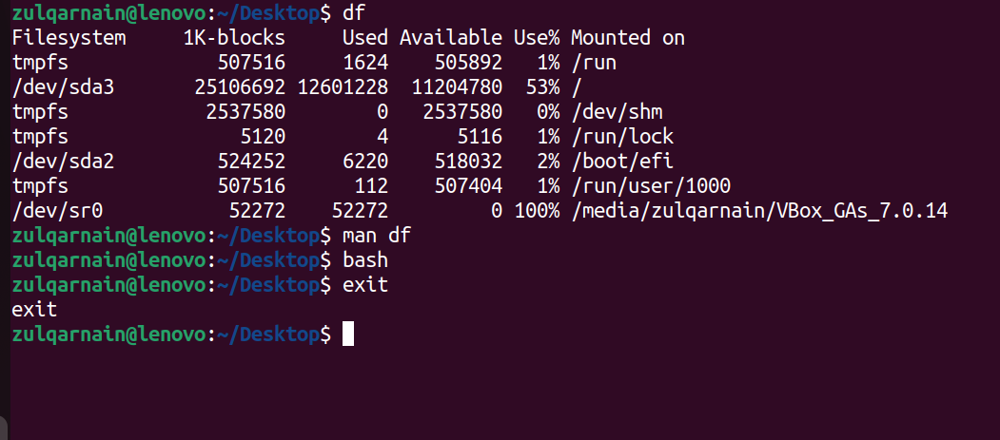 zulqarnain@lenovo:~/Desktop$ df
Filesystem     1K-blocks     Used Available Use% Mounted on
tmpfs             507516     1624    505892   1% /run
/dev/sda3       25106692 12601228  11204780  53% /
tmpfs            2537580        0   2537580   0% /dev/shm
tmpfs               5120        4      5116   1% /run/lock
/dev/sda2         524252     6220    518032   2% /boot/efi
tmpfs             507516      112    507404   1% /run/user/1000
/dev/sr0           52272    52272         0 100% /media/zulqarnain/VBox_GAs_7.0.14
zulqarnain@lenovo:~/Desktop$ man df
zulqarnain@lenovo:~/Desktop$ bash
zulqarnain@lenovo:~/Desktop$ exit
exit
zulqarnain@lenovo:~/Desktop$